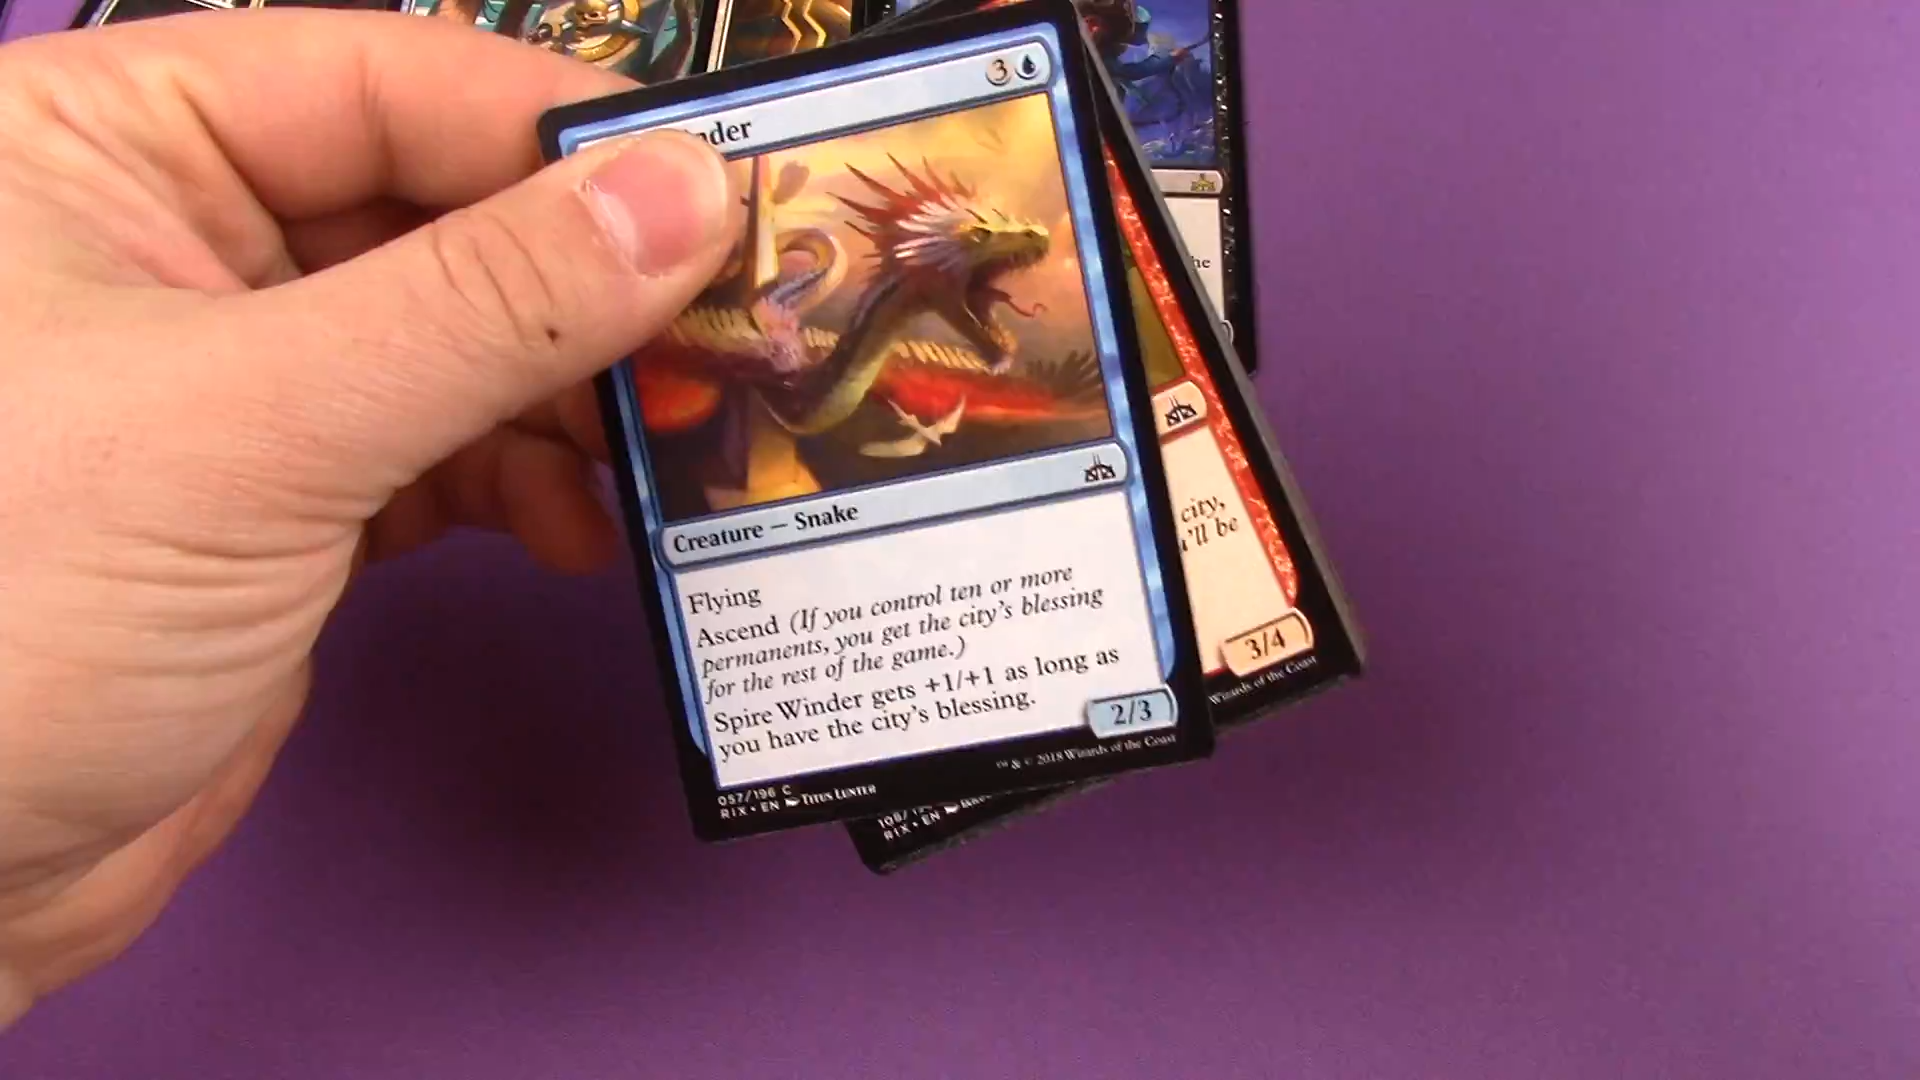 3
nder
Creature — Snake
Flying
Ascend (If you control ten or more
permanents, you get the city's blessing
for the rest of the game.)
Spire Winder gets +1/+1 as long as
you have the city's blessing.
2/3
057/196 C
RIX • EN Titus Lunter
™ & © 2018 Wizards of the Coast
he
city,
'll be
3/4
Wizards of the Coast
RIX • EN